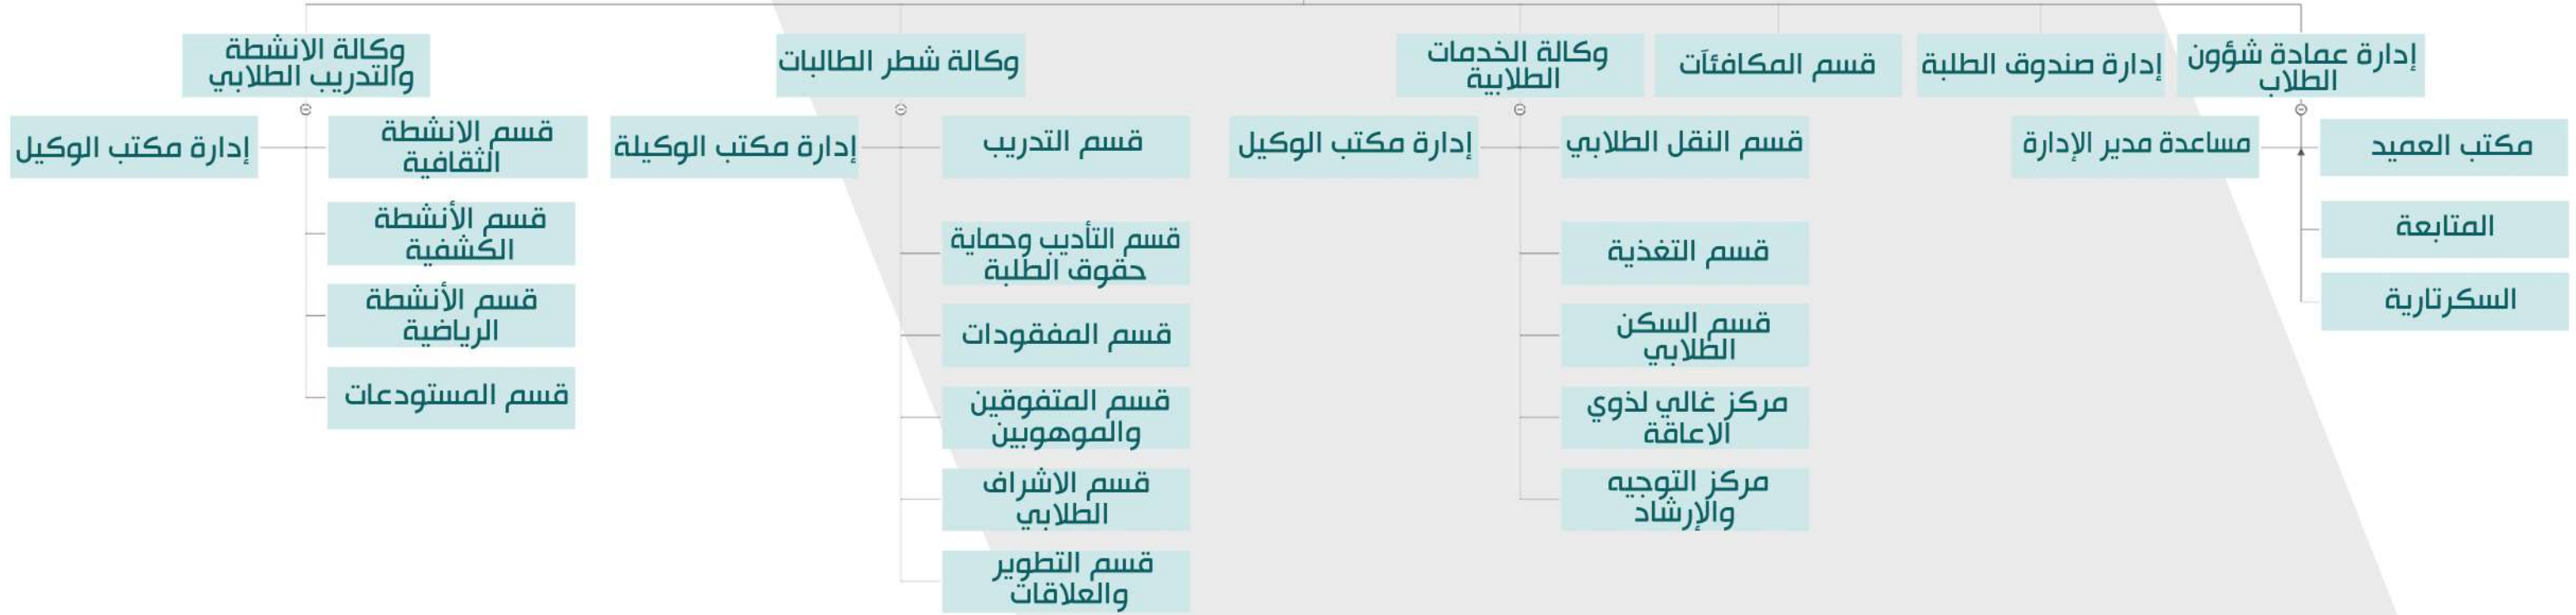 إدارة عمادة شؤون
الطلاب
إدارة صندوق الطلبة
قسم المكافئآت
وكالة الخدمات
الطلابية
وكالة شطر الطالبات
وكالة الانشطة
والتدريب الطلابي
مكتب العميد
مساعدة مدير الإدارة
المتابعة
السكرتارية
قسم النقل الطلابي
إدارة مكتب الوكيل
قسم التغذية
قسم السكن
الطلابي
مركز غالي لذوي
الاعاقة
مركز التوجيه
والإرشاد
قسم التدريب
إدارة مكتب الوكيلة
قسم التأديب وحماية
حقوق الطلبة
قسم المفقودات
قسم المتفوقين
والموهوبين
قسم الاشراف
الطلابي
قسم التطوير
والعلاقات
قسم الانشطة
الثقافية
إدارة مكتب الوكيل
قسم الأنشطة
الكشفية
قسم الأنشطة
الرياضية
قسم المستودعات